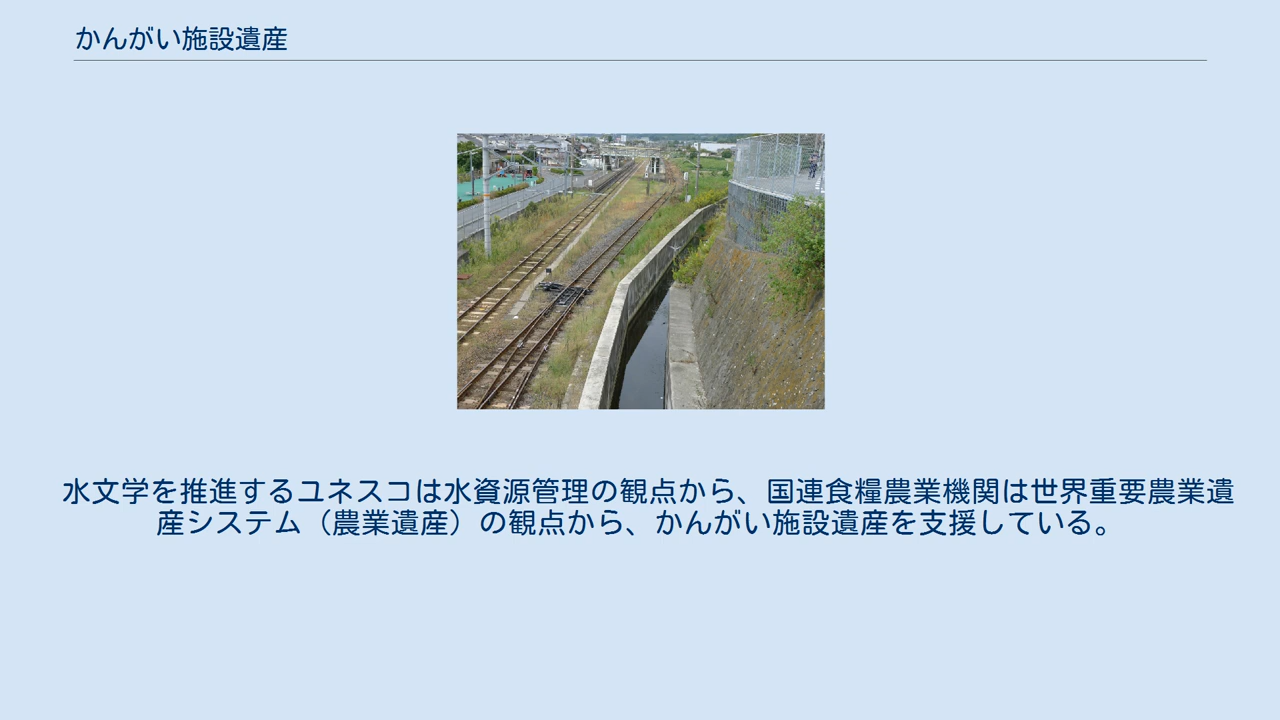 かんがい施設遺産
水文学を推進するユネスコは水資源管理の観点から、国連食糧農業機関は世界重要農業遺
産システム（農業遺産）の観点から、かんがい施設遺産を支援している。